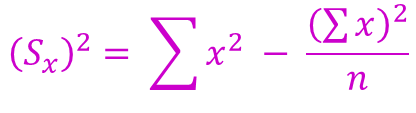 (Sₓ)² = ∑ x² − (∑ x)² / n